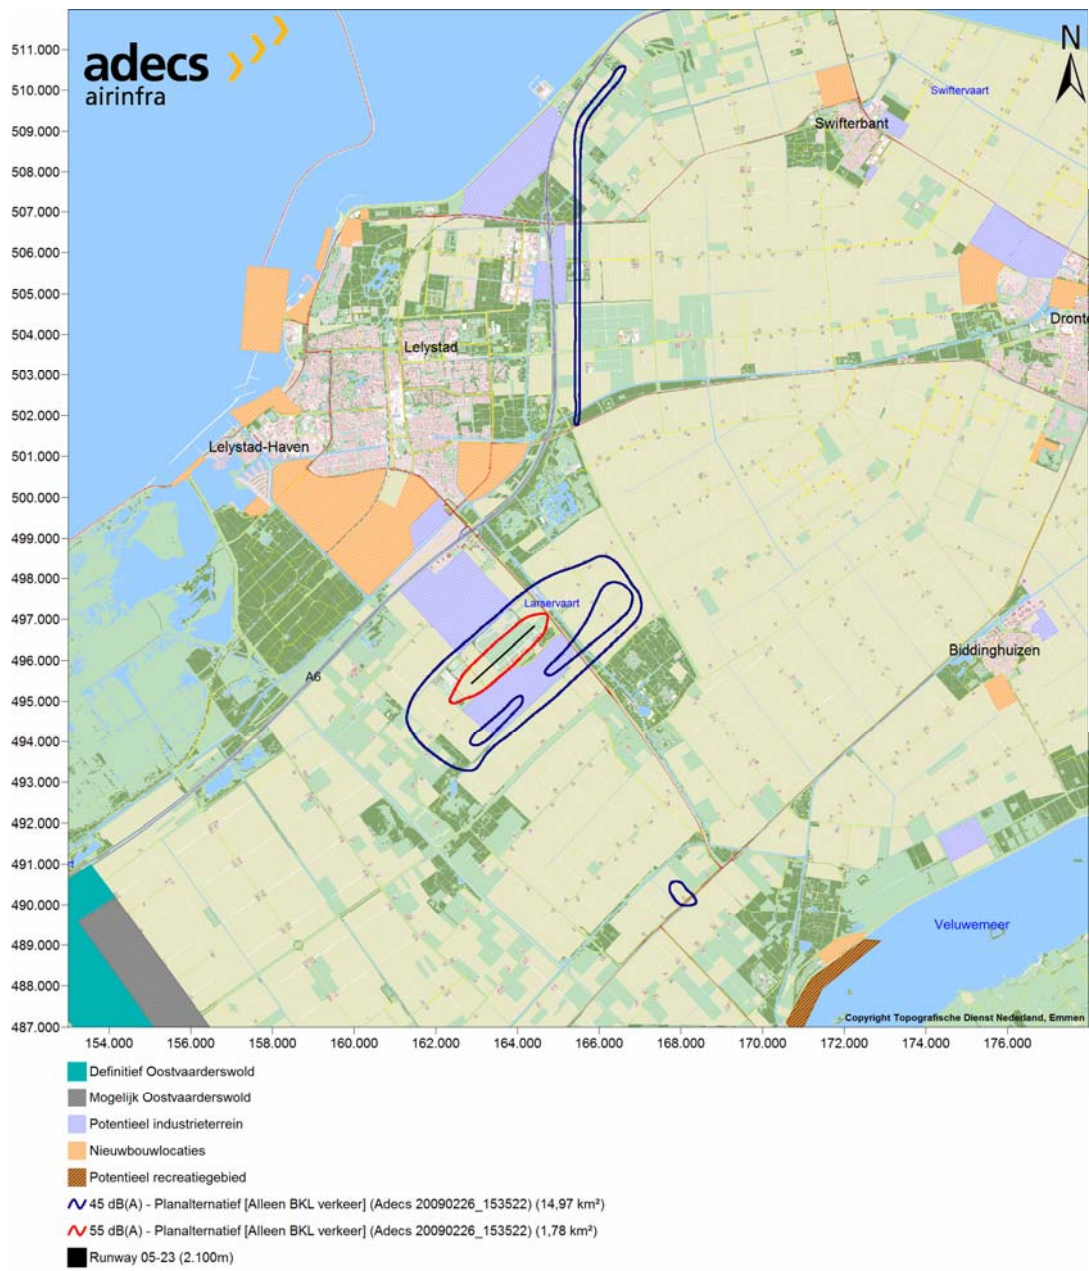 adecs
airinfra
N
511.000
510.000
509.000
508.000
507.000
506.000
505.000
504.000
503.000
502.000
501.000
500.000
499.000
498.000
497.000
496.000
495.000
494.000
493.000
492.000
491.000
490.000
489.000
488.000
487.000
Swiftervaart
Swifterbant
Dronte
Lelystad
Lelystad-Haven
Larservaart
Biddinghuizen
A6
Veluwemeer
Copyright Topografische Dienst Nederland, Emmen
154.000 156.000 158.000 160.000 162.000 164.000 166.000 168.000 170.000 172.000 174.000 176.000
Definitief Oostvaarderswold
Mogelijk Oostvaarderswold
Potentieel industrieterrein
Nieuwbouwlocaties
Potentieel recreatiegebied
45 dB(A) - Planalternatief [Alleen BKL verkeer] (Adecs 20090226_153522) (14,97 km²)
55 dB(A) - Planalternatief [Alleen BKL verkeer] (Adecs 20090226_153522) (1,78 km²)
Runway 05-23 (2.100m)